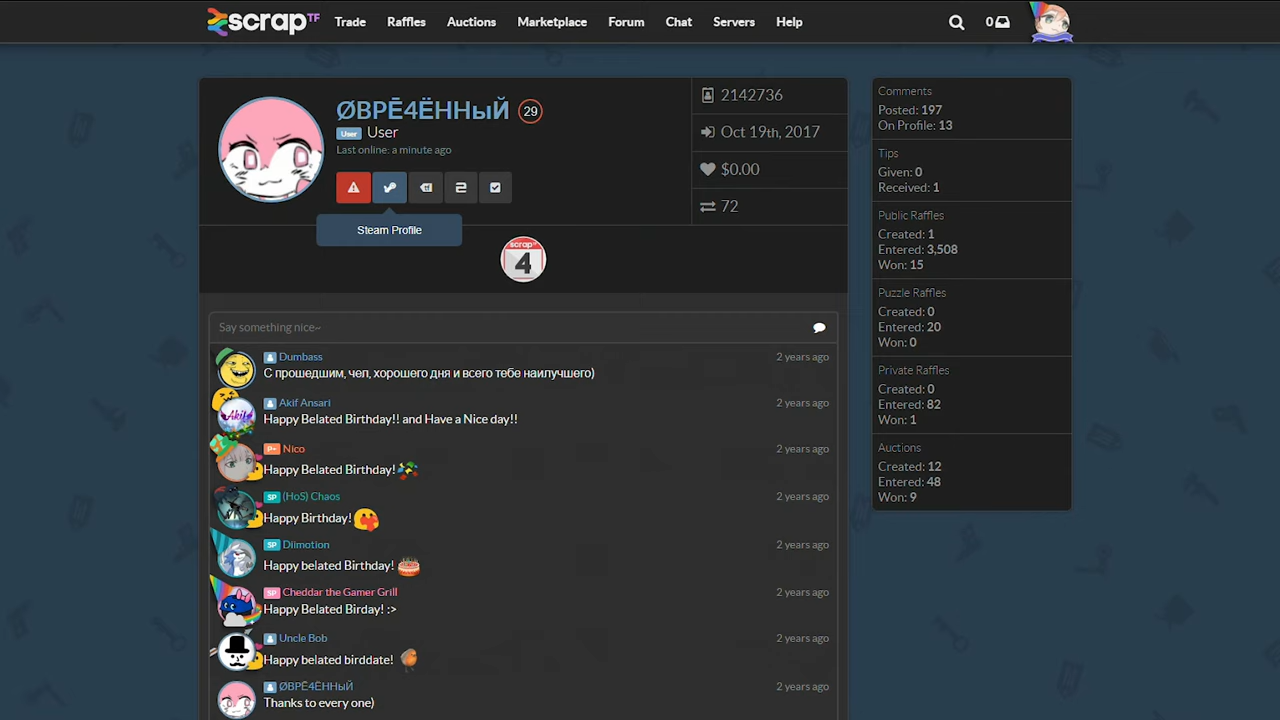 scrap TF
Trade
Raffles
Auctions
Marketplace
Forum
Chat
Servers
Help
0
ØВРĒ4ЁННыЙ 29
User User
Last online: a minute ago
Steam Profile
2142736
Oct 19th, 2017
$0.00
72
scrap TF
4
Say something nice~
Dumbass 2 years ago
С прошедшим, чел, хорошего дня и всего тебе наилучшего)
Akif Ansari 2 years ago
Happy Belated Birthday!! and Have a Nice day!!
P+ Nico 2 years ago
Happy Belated Birthday!
SP (HoS) Chaos 2 years ago
Happy Birthday!
SP Diimotion 2 years ago
Happy belated Birthday!
SP Cheddar the Gamer Grill 2 years ago
Happy Belated Birday! :>
Uncle Bob 2 years ago
Happy belated birddate!
ØВРĒ4ЁННыЙ 2 years ago
Thanks to every one)
Comments
Posted: 197
On Profile: 13
Tips
Given: 0
Received: 1
Public Raffles
Created: 1
Entered: 3,508
Won: 15
Puzzle Raffles
Created: 0
Entered: 20
Won: 0
Private Raffles
Created: 0
Entered: 82
Won: 1
Auctions
Created: 12
Entered: 48
Won: 9